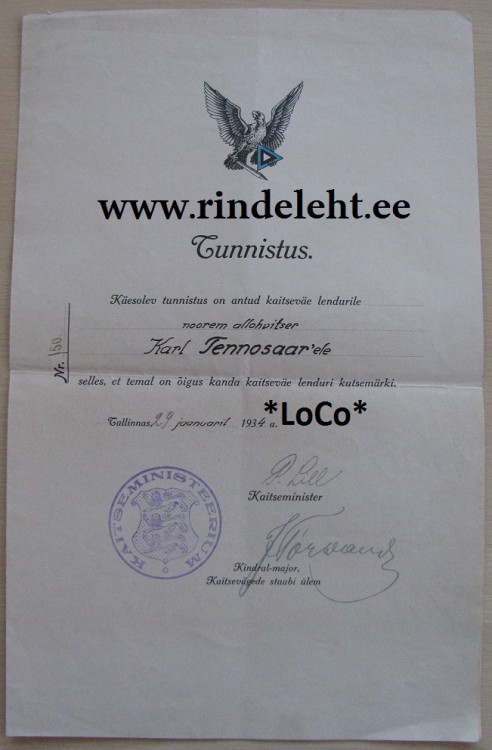 www.rindeleht.ee
Tunnistus.
Käesolev tunnistus on antud kaitseväe lendurile
noorem allohvitser
Karl Tennosaar'ele
Nr. 150
selles, et temal on õigus kanda kaitseväe lenduri kutsemärki.
Tallinnas, 29 jaanuaril 1934 a.
*LoCo*
P. Lill
Kaitseminister
KAITSEMINISTEERIUM
Kindral-major,
Kaitsevägede staabi ülem